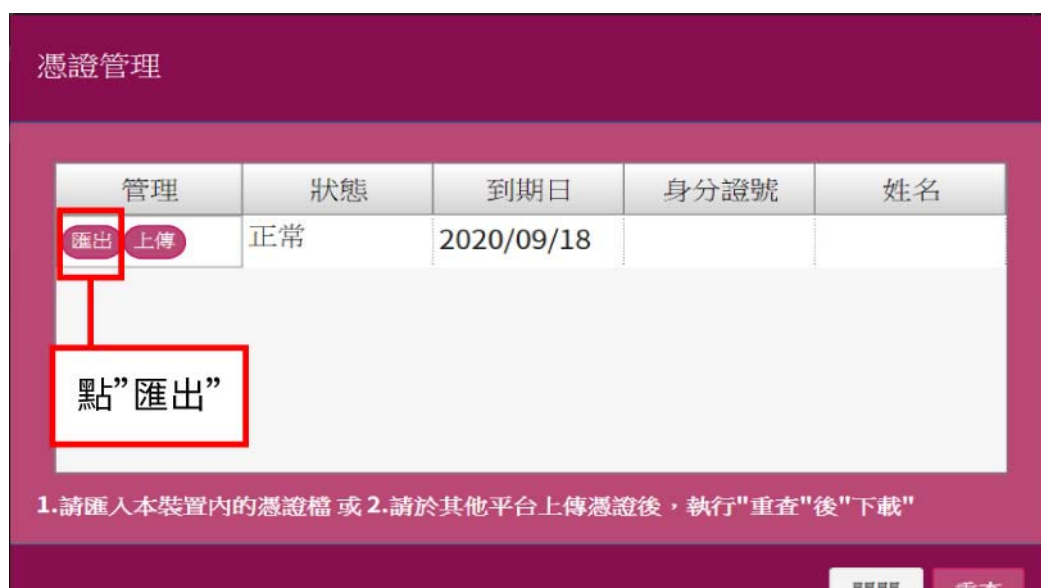 憑證管理
管理 狀態 到期日 身分證號 姓名
匯出 上傳 正常 2020/09/18
點”匯出”
1.請匯入本裝置內的憑證檔 或 2.請於其他平台上傳憑證後，執行"重查"後"下載"
重查